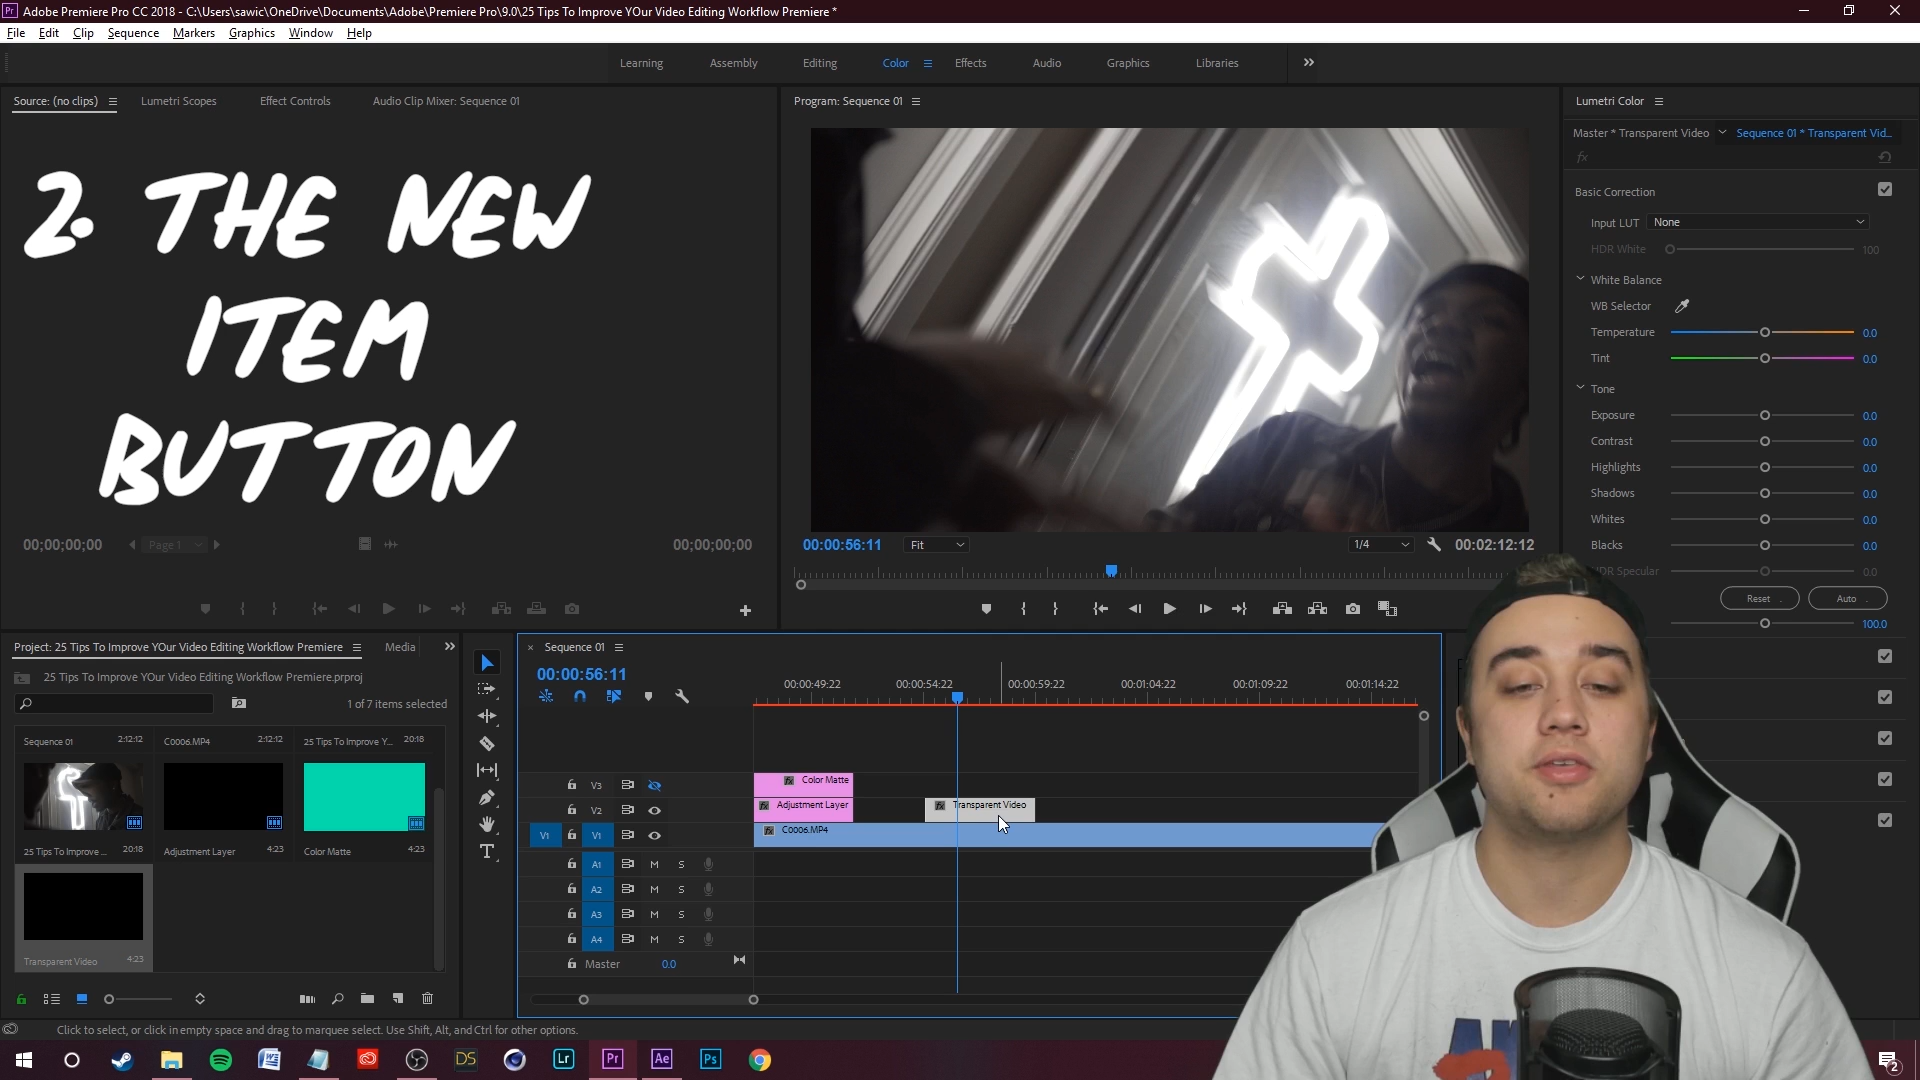 Adobe Premiere Pro CC 2018 - C:\Users\sawic\OneDrive\Documents\Adobe\Premiere Pro\9.0\25 Tips To Improve YOur Video Editing Workflow Premiere *
File Edit Clip Sequence Markers Graphics Window Help
Learning Assembly Editing Color Effects Audio Graphics Libraries
Source: (no clips) Lumetri Scopes Effect Controls Audio Clip Mixer: Sequence 01
Program: Sequence 01
Lumetri Color
Master * Transparent Video Sequence 01 * Transparent Vid...
fx
2. THE NEW
ITEM
BUTTON
Basic Correction
Input LUT None
HDR White 100
White Balance
WB Selector
Temperature 0.0
Tint 0.0
Tone
Exposure 0.0
Contrast 0.0
Highlights 0.0
Shadows 0.0
Whites 0.0
Blacks 0.0
HDR Specular 0.0
Reset Auto
100.0
00;00;00;00 Page 1 00;00;00;00
00:00:56:11 Fit 1/4 00:02:12:12
Project: 25 Tips To Improve YOur Video Editing Workflow Premiere Media
25 Tips To Improve YOur Video Editing Workflow Premiere.prproj
1 of 7 items selected
Sequence 01 2:12:12 C0006.MP4 2:12:12 25 Tips To Improve Y... 20:18
25 Tips To Improve ... 20:18 Adjustment Layer 4:23 Color Matte 4:23
Transparent Video 4:23
Sequence 01
00:00:56:11
00:00:49:22 00:00:54:22 00:00:59:22 00:01:04:22 00:01:09:22 00:01:14:22
V3 fx Color Matte
V2 fx Adjustment Layer fx Transparent Video
V1 V1 fx C0006.MP4
A1 M S
A2 M S
A3 M S
A4 M S
Master 0.0
Click to select, or click in empty space and drag to marquee select. Use Shift, Alt, and Ctrl for other options.
DS Lr Pr Ae Ps 2